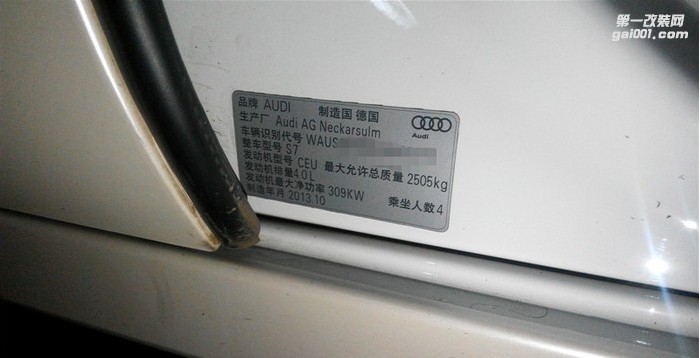 第一改装网
gai001.com
品牌 AUDI 制造国 德国
生产厂 Audi AG Neckarsulm
Audi
车辆识别代号 WAUS
整车型号 S7
发动机型号 CEU 最大允许总质量 2505kg
发动机排量4.0 L
发动机最大净功率 309KW 乘坐人数4
制造年月 2013.10